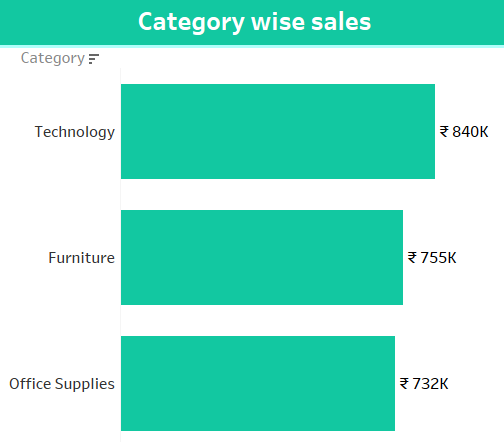 Category wise sales
Category
Technology ₹ 840K
Furniture ₹ 755K
Office Supplies ₹ 732K